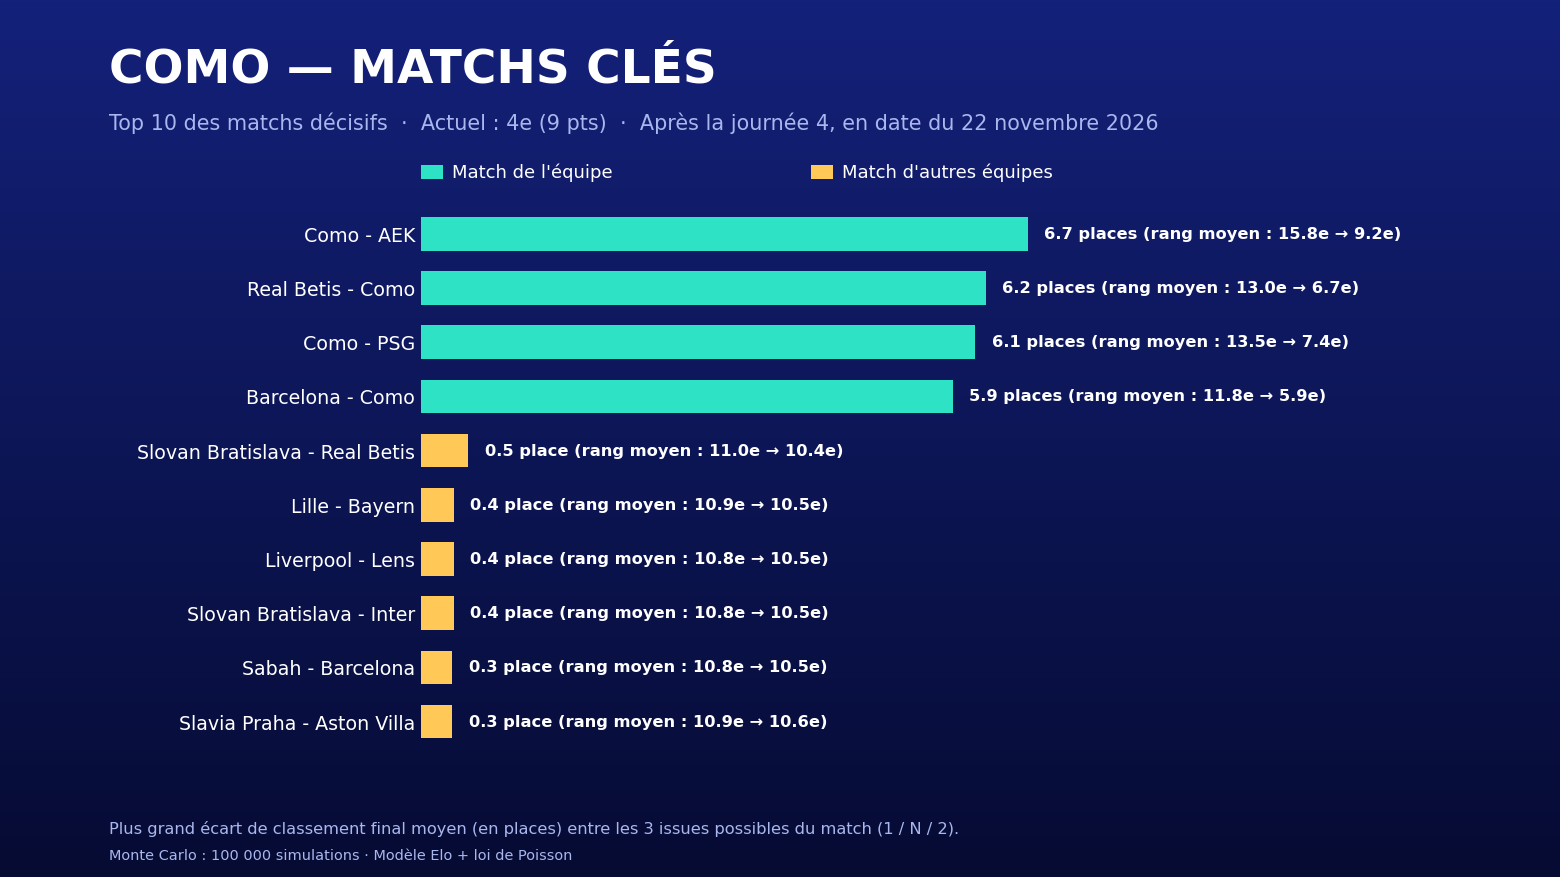 COMO — MATCHS CLÉS
Top 10 des matchs décisifs · Actuel : 4e (9 pts) · Après la journée 4, en date du 22 novembre 2026
Match de l'équipe
Match d'autres équipes
Como - AEK 6.7 places (rang moyen : 15.8e → 9.2e)
Real Betis - Como 6.2 places (rang moyen : 13.0e → 6.7e)
Como - PSG 6.1 places (rang moyen : 13.5e → 7.4e)
Barcelona - Como 5.9 places (rang moyen : 11.8e → 5.9e)
Slovan Bratislava - Real Betis 0.5 place (rang moyen : 11.0e → 10.4e)
Lille - Bayern 0.4 place (rang moyen : 10.9e → 10.5e)
Liverpool - Lens 0.4 place (rang moyen : 10.8e → 10.5e)
Slovan Bratislava - Inter 0.4 place (rang moyen : 10.8e → 10.5e)
Sabah - Barcelona 0.3 place (rang moyen : 10.8e → 10.5e)
Slavia Praha - Aston Villa 0.3 place (rang moyen : 10.9e → 10.6e)
Plus grand écart de classement final moyen (en places) entre les 3 issues possibles du match (1 / N / 2).
Monte Carlo : 100 000 simulations · Modèle Elo + loi de Poisson